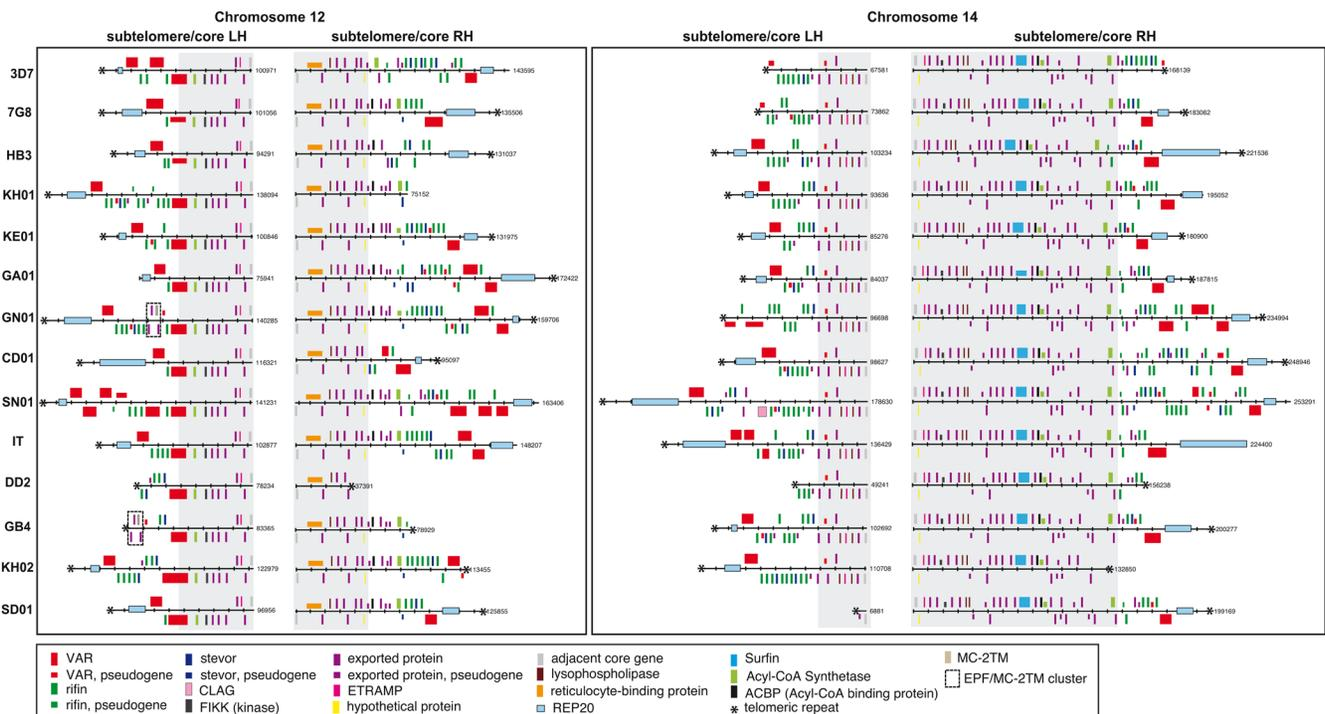 Chromosome 12
Chromosome 14
subtelomere/core LH
subtelomere/core RH
subtelomere/core LH
subtelomere/core RH
3D7 100971 143595 67581 168139
7G8 101056 135506 73862 183062
HB3 94291 131037 103234 221536
KH01 138094 75152 93636 195052
KE01 100846 131975 85276 180900
GA01 75941 172422 84037 187815
GN01 140285 159706 96698 234994
CD01 116321 95097 98627 248946
SN01 141231 163406 178630 253291
IT 102877 148207 136429 224400
DD2 78234 37391 49241 156238
GB4 83365 78929 102692 200277
KH02 122979 13455 110708 132850
SD01 96956 125855 6881 199169
VAR
VAR, pseudogene
rifin
rifin, pseudogene
stevor
stevor, pseudogene
CLAG
FIKK (kinase)
exported protein
exported protein, pseudogene
ETRAMP
hypothetical protein
adjacent core gene
lysophospholipase
reticulocyte-binding protein
REP20
Surfin
Acyl-CoA Synthetase
ACBP (Acyl-CoA binding protein)
telomeric repeat
MC-2TM
EPF/MC-2TM cluster